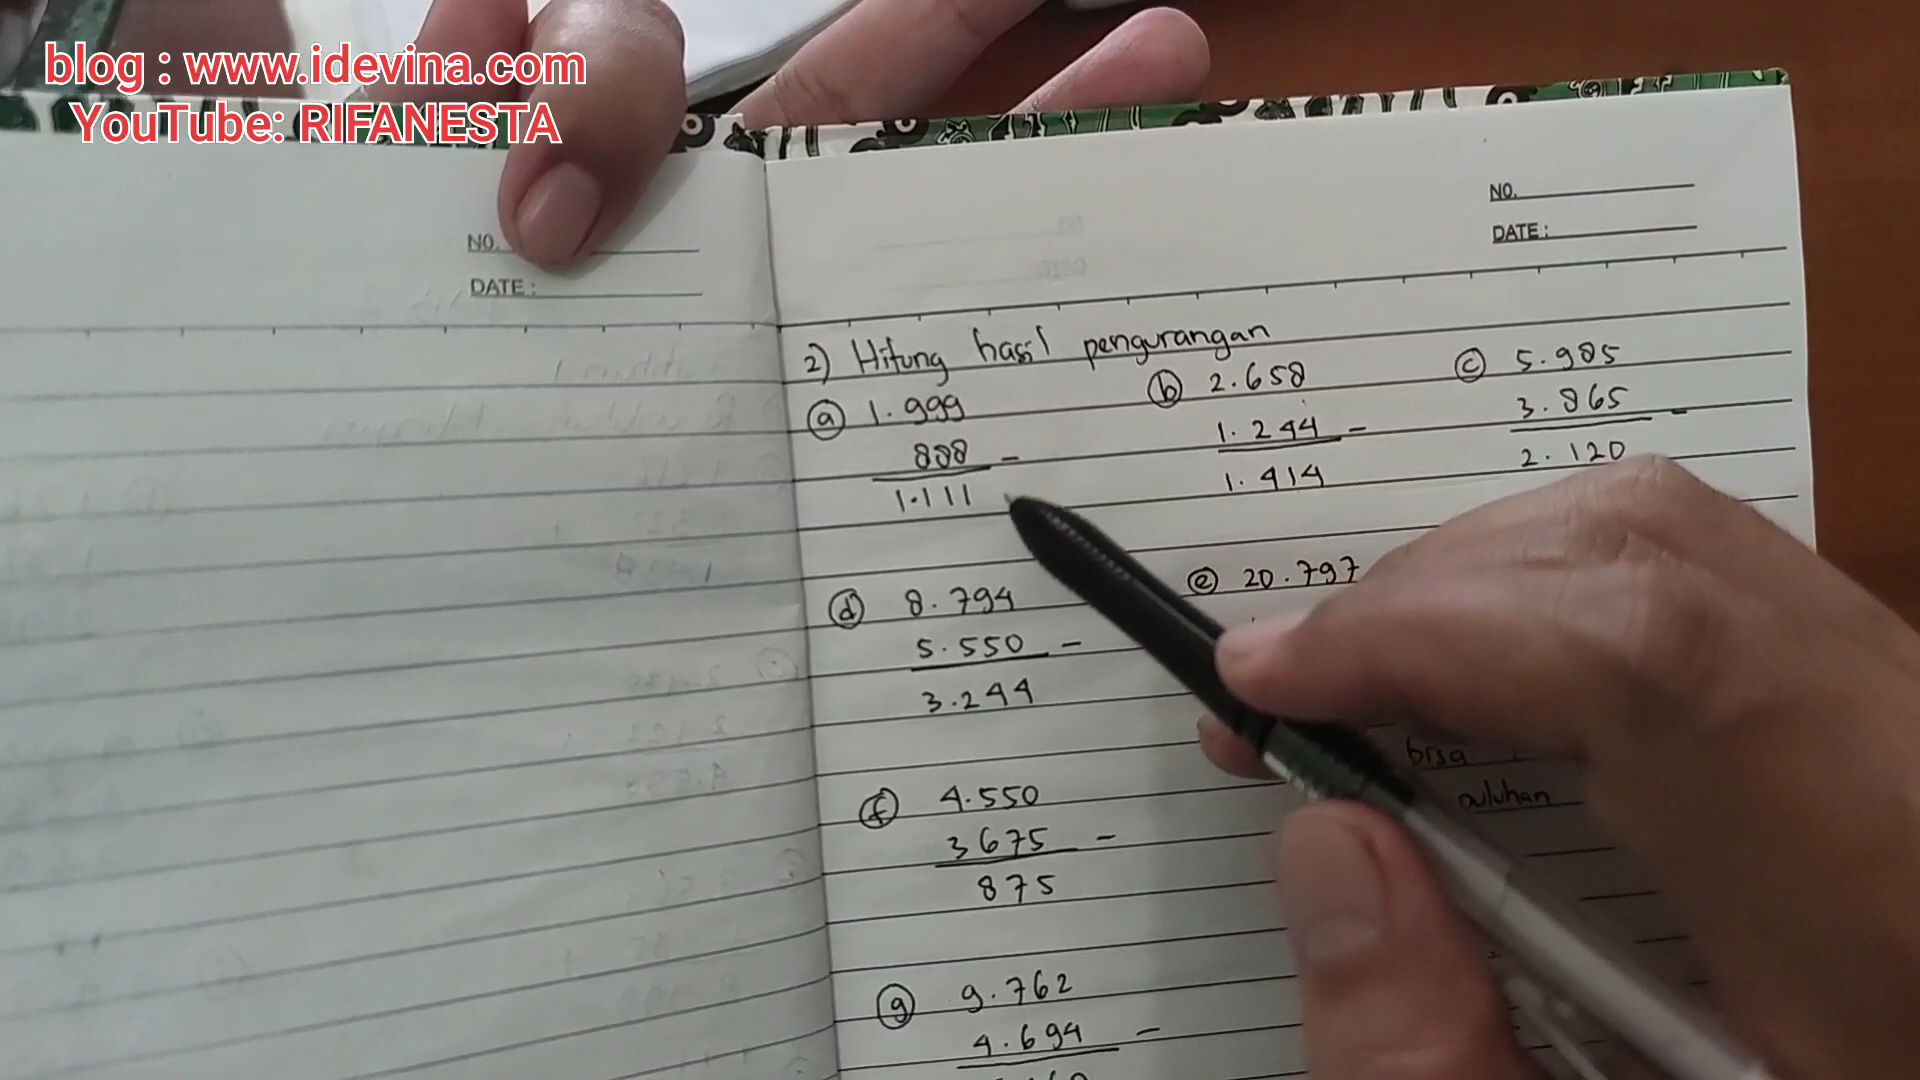 blog : www.idevina.com
YouTube: RIFANESTA
NO.
DATE :
NO.
DATE :
2) Hitung hasil pengurangan
a 1.999
888 -
1.111
b 2.658
1.244 -
1.414
c 5.985
3.865 -
2.120
d 8.794
5.550 -
3.244
e 20.797
bisa
puluhan
f 4.550
3675 -
875
g 9.762
4.694 -